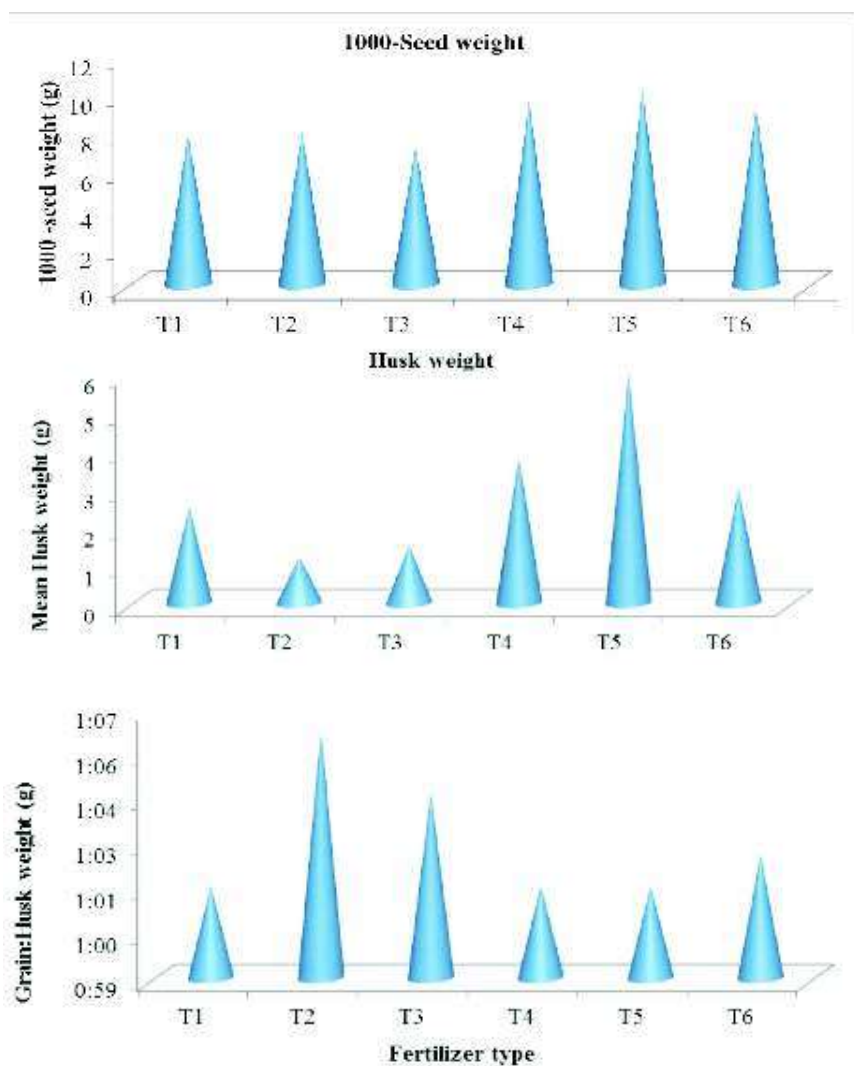 1000-Seed weight
1000 -seed weight (g)
12
10
8
6
4
2
0
T1 T2 T3 T4 T5 T6
Husk weight
Mean Husk weight (g)
6
5
4
3
2
1
0
T1 T2 T3 T4 T5 T6
Grain:Husk weight (g)
1:07
1:06
1:04
1:03
1:01
1:00
0:59
T1 T2 T3 T4 T5 T6
Fertilizer type